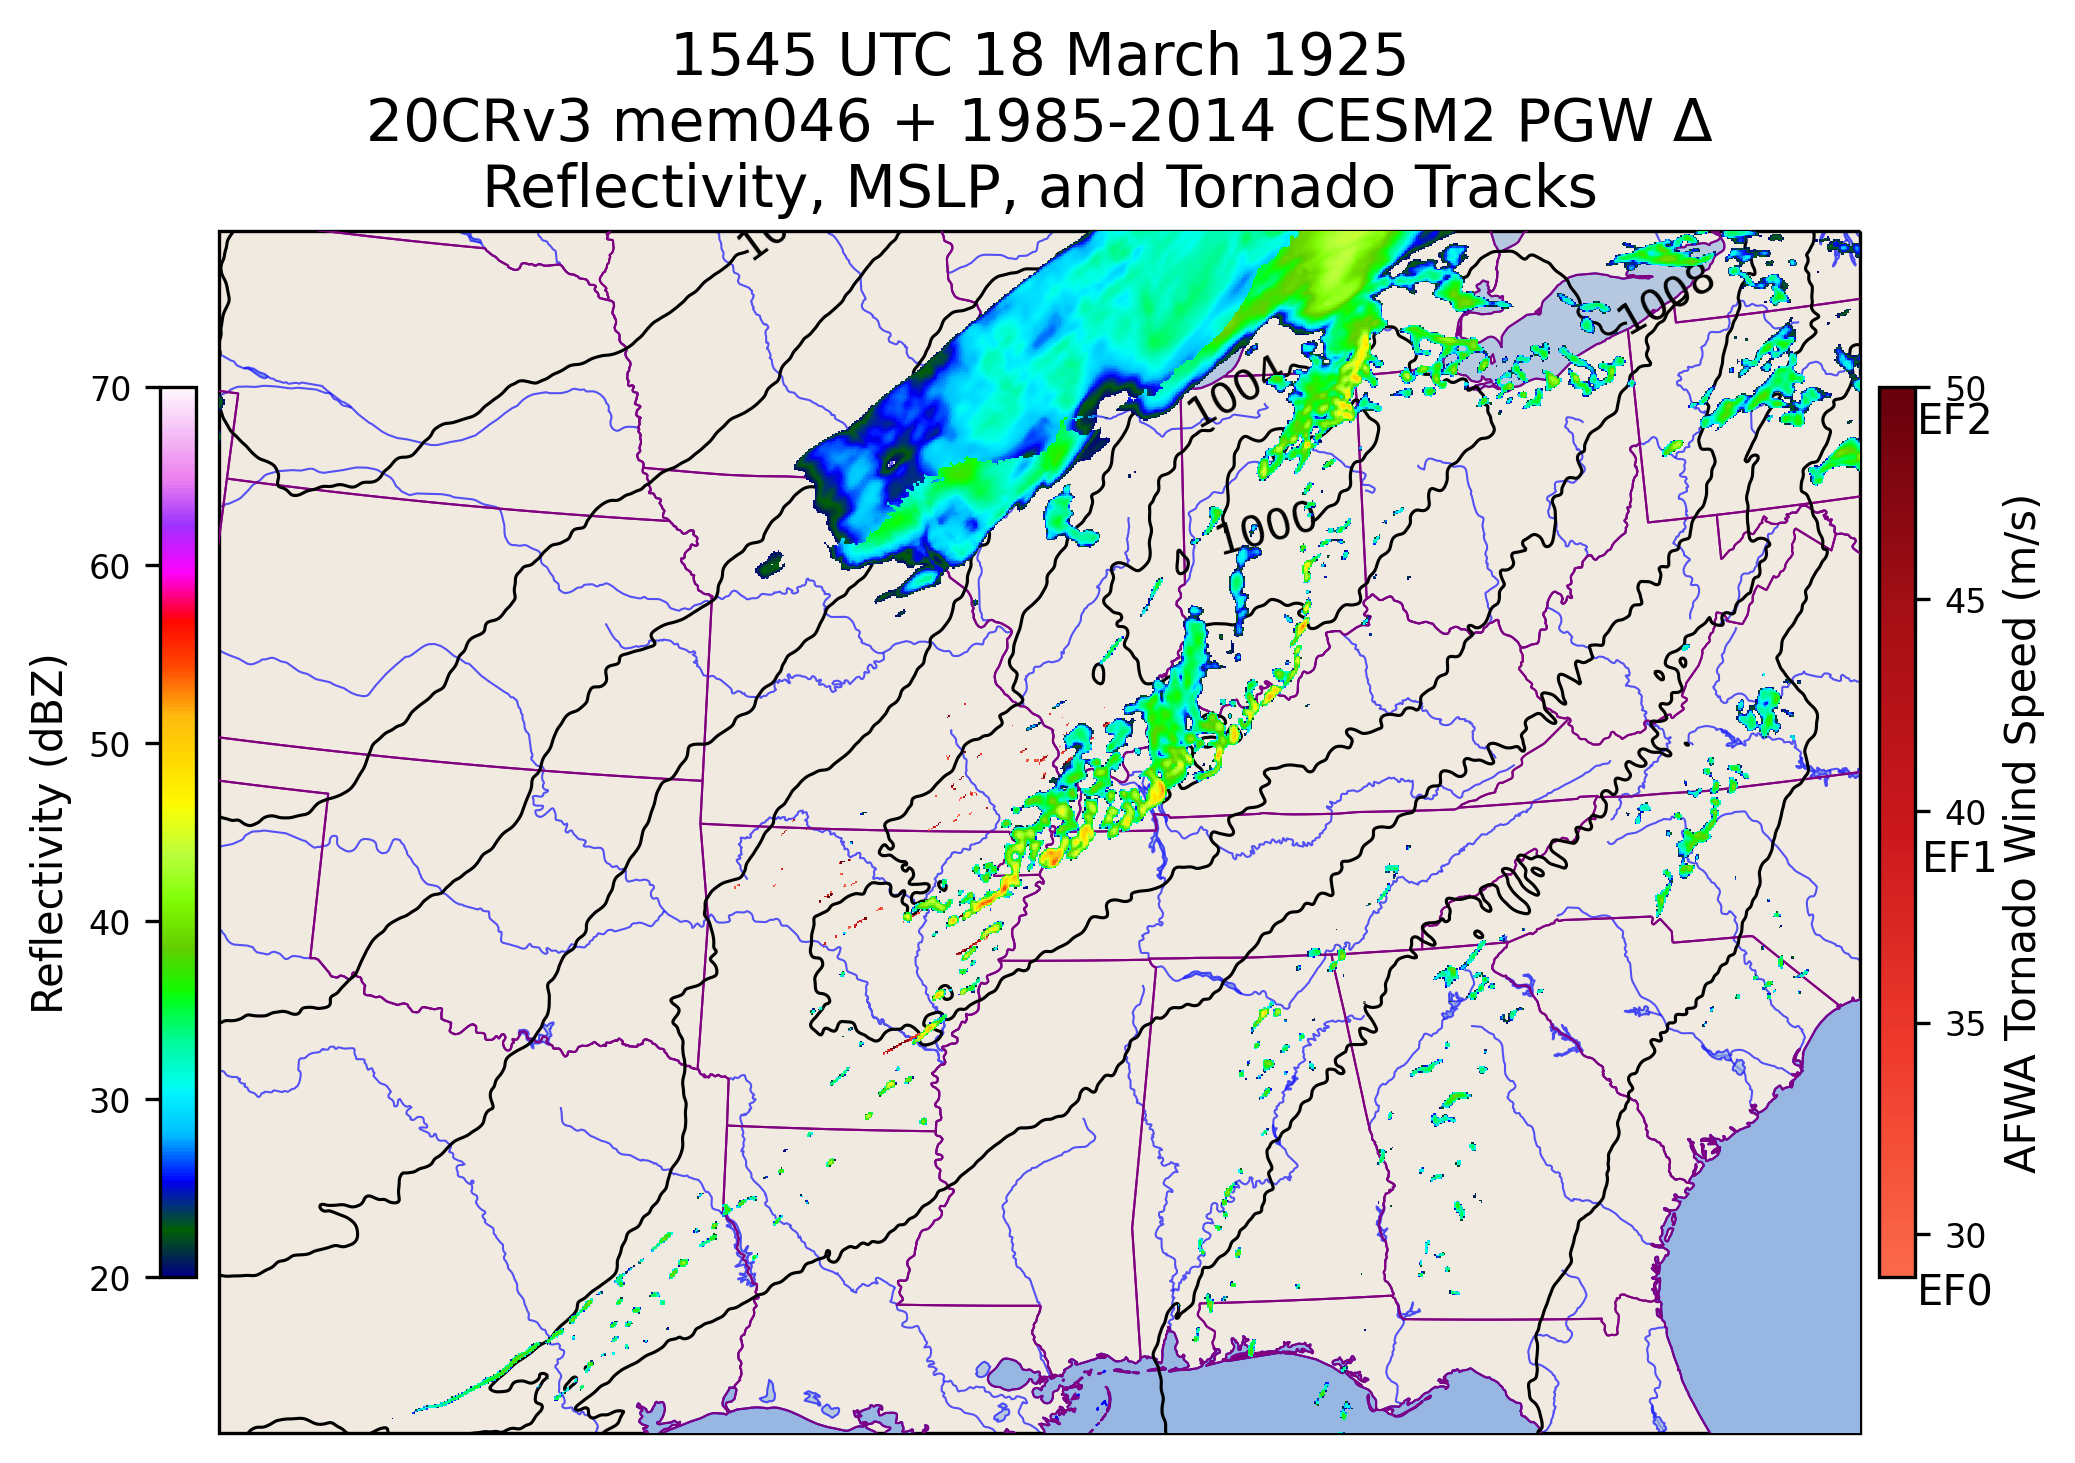 1545 UTC 18 March 1925
20CRv3 mem046 + 1985-2014 CESM2 PGW Δ
Reflectivity, MSLP, and Tornado Tracks
1008
1004
1000
70
60
50
40
30
20
Reflectivity (dBZ)
50
EF2
45
40
EF1
35
30
EF0
AFWA Tornado Wind Speed (m/s)